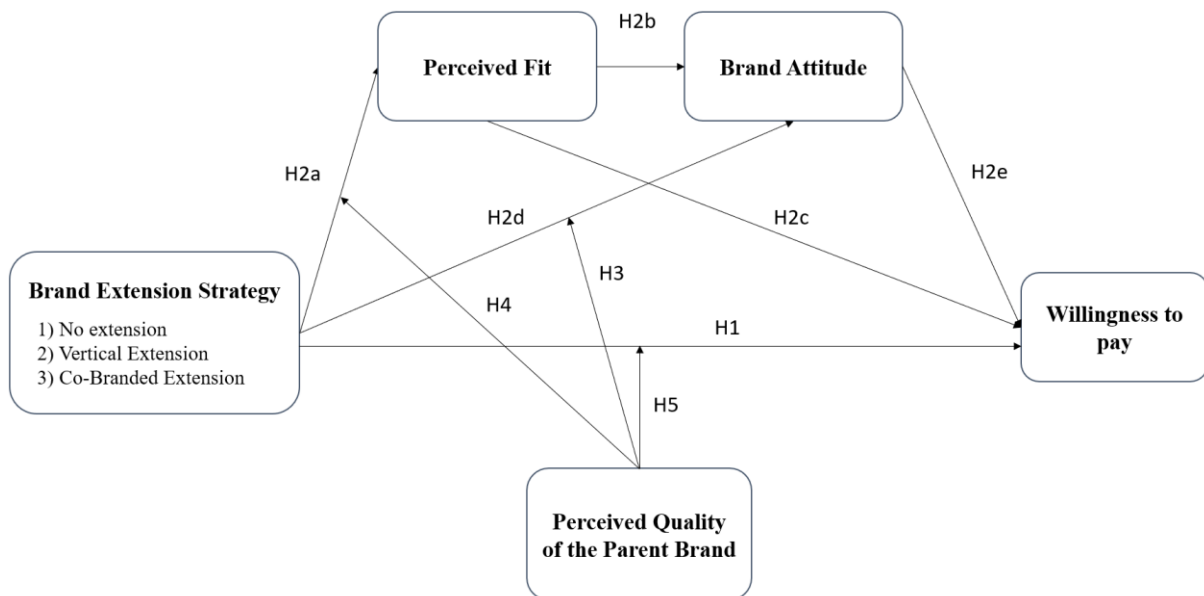 H2b
Perceived Fit
Brand Attitude
H2a
H2e
H2d
H2c
H3
Brand Extension Strategy
1) No extension
2) Vertical Extension
3) Co-Branded Extension
H4
H1
Willingness to
pay
H5
Perceived Quality
of the Parent Brand